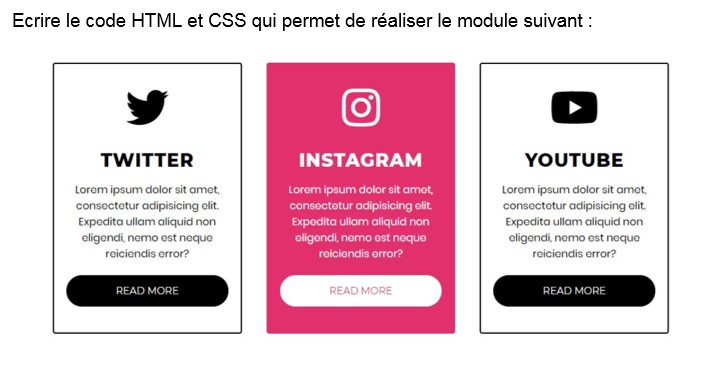 Ecrire le code HTML et CSS qui permet de réaliser le module suivant :
TWITTER
Lorem ipsum dolor sit amet,
consectetur adipisicing elit.
Expedita ullam aliquid non
eligendi, nemo est neque
reiciendis error?
READ MORE
INSTAGRAM
Lorem ipsum dolor sit amet,
consectetur adipisicing elit.
Expedita ullam aliquid non
eligendi, nemo est neque
reiciendis error?
READ MORE
YOUTUBE
Lorem ipsum dolor sit amet,
consectetur adipisicing elit.
Expedita ullam aliquid non
eligendi, nemo est neque
reiciendis error?
READ MORE